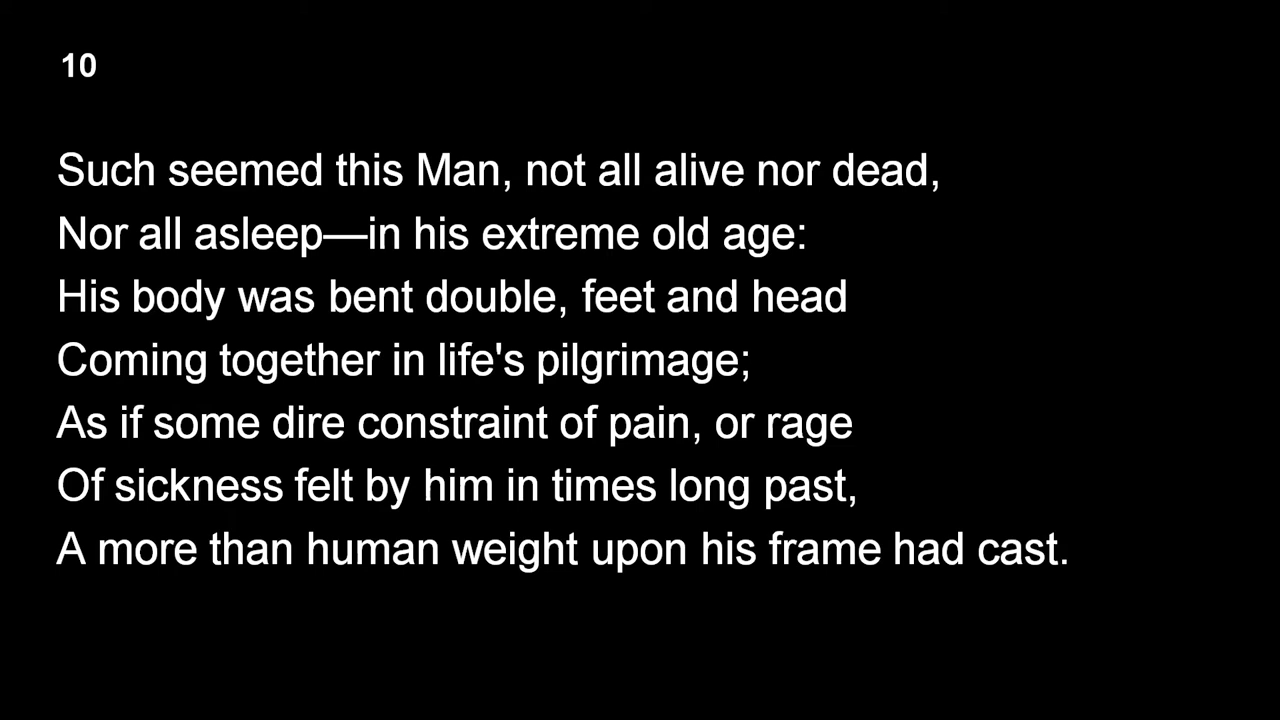 10
Such seemed this Man, not all alive nor dead,
Nor all asleep—in his extreme old age:
His body was bent double, feet and head
Coming together in life's pilgrimage;
As if some dire constraint of pain, or rage
Of sickness felt by him in times long past,
A more than human weight upon his frame had cast.